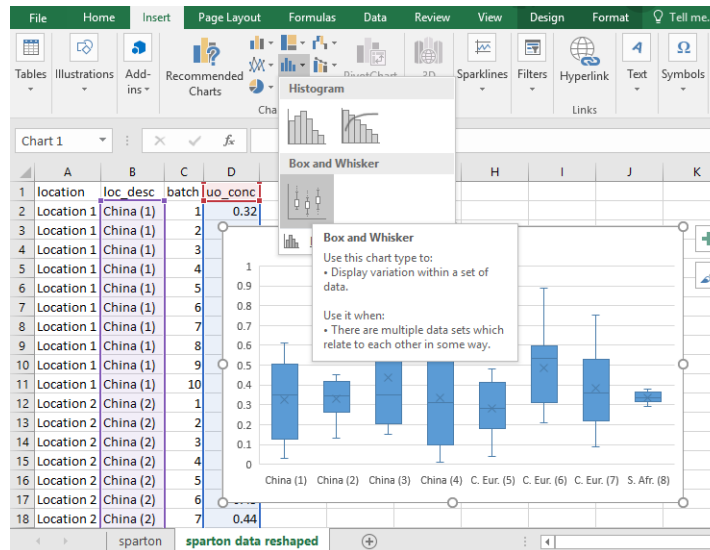 File Home Insert Page Layout Formulas Data Review View Design Format Tell me.
Tables Illustrations Add-ins Recommended Charts Sparklines Filters Hyperlink Text Symbols
Links
Histogram
Box and Whisker
Box and Whisker
Use this chart type to:
• Display variation within a set of
data.
Use it when:
• There are multiple data sets which
relate to each other in some way.
Chart 1 fx
A B C D H I J K
1 location loc_desc batch uo_conc
2 Location 1 China (1) 1 0.32
3 Location 1 China (1) 2
4 Location 1 China (1) 3
5 Location 1 China (1) 4
6 Location 1 China (1) 5
7 Location 1 China (1) 6
8 Location 1 China (1) 7
9 Location 1 China (1) 8
10 Location 1 China (1) 9
11 Location 1 China (1) 10
12 Location 2 China (2) 1
13 Location 2 China (2) 2
14 Location 2 China (2) 3
15 Location 2 China (2) 4
16 Location 2 China (2) 5
17 Location 2 China (2) 6
18 Location 2 China (2) 7 0.44
1
0.9
0.8
0.7
0.6
0.5
0.4
0.3
0.2
0.1
0
China (1) China (2) China (3) China (4) C. Eur. (5) C. Eur. (6) C. Eur. (7) S. Afr. (8)
sparton sparton data reshaped